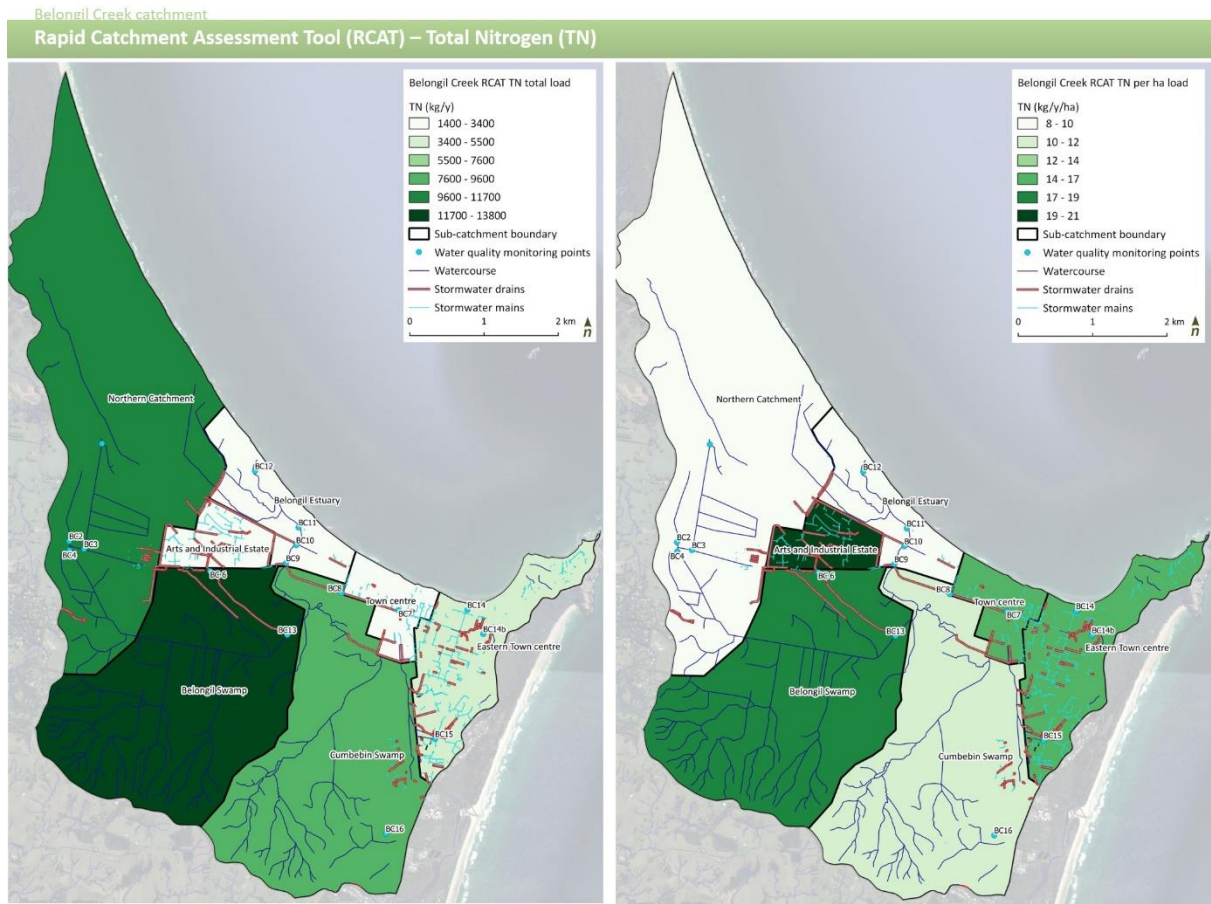 Belongil Creek catchment
Rapid Catchment Assessment Tool (RCAT) – Total Nitrogen (TN)
Belongil Creek RCAT TN total load
TN (kg/y)
1400 - 3400
3400 - 5500
5500 - 7600
7600 - 9600
9600 - 11700
11700 - 13800
Sub-catchment boundary
Water quality monitoring points
Watercourse
Stormwater drains
Stormwater mains
0 1 2 km
n
Northern Catchment
BC12
Belongil Estuary
BC11
BC2
BC3
BC10
BC4
Arts and Industrial Estate
BC9
BC-6
BC8
Town centre
BC7
BC14
BC13
BC14b
Eastern Town centre
Belongil Swamp
BC15
Cumbebin Swamp
BC16
Belongil Creek RCAT TN per ha load
TN (kg/y/ha)
8 - 10
10 - 12
12 - 14
14 - 17
17 - 19
19 - 21
Sub-catchment boundary
Water quality monitoring points
Watercourse
Stormwater drains
Stormwater mains
0 1 2 km
n
Northern Catchment
BC12
Belongil Estuary
BC11
BC2
BC3
BC10
BC4
Arts and Industrial Estate
BC9
BC-6
BC8
Town centre
BC7
BC14
BC13
BC14b
Eastern Town centre
Belongil Swamp
BC15
Cumbebin Swamp
BC16